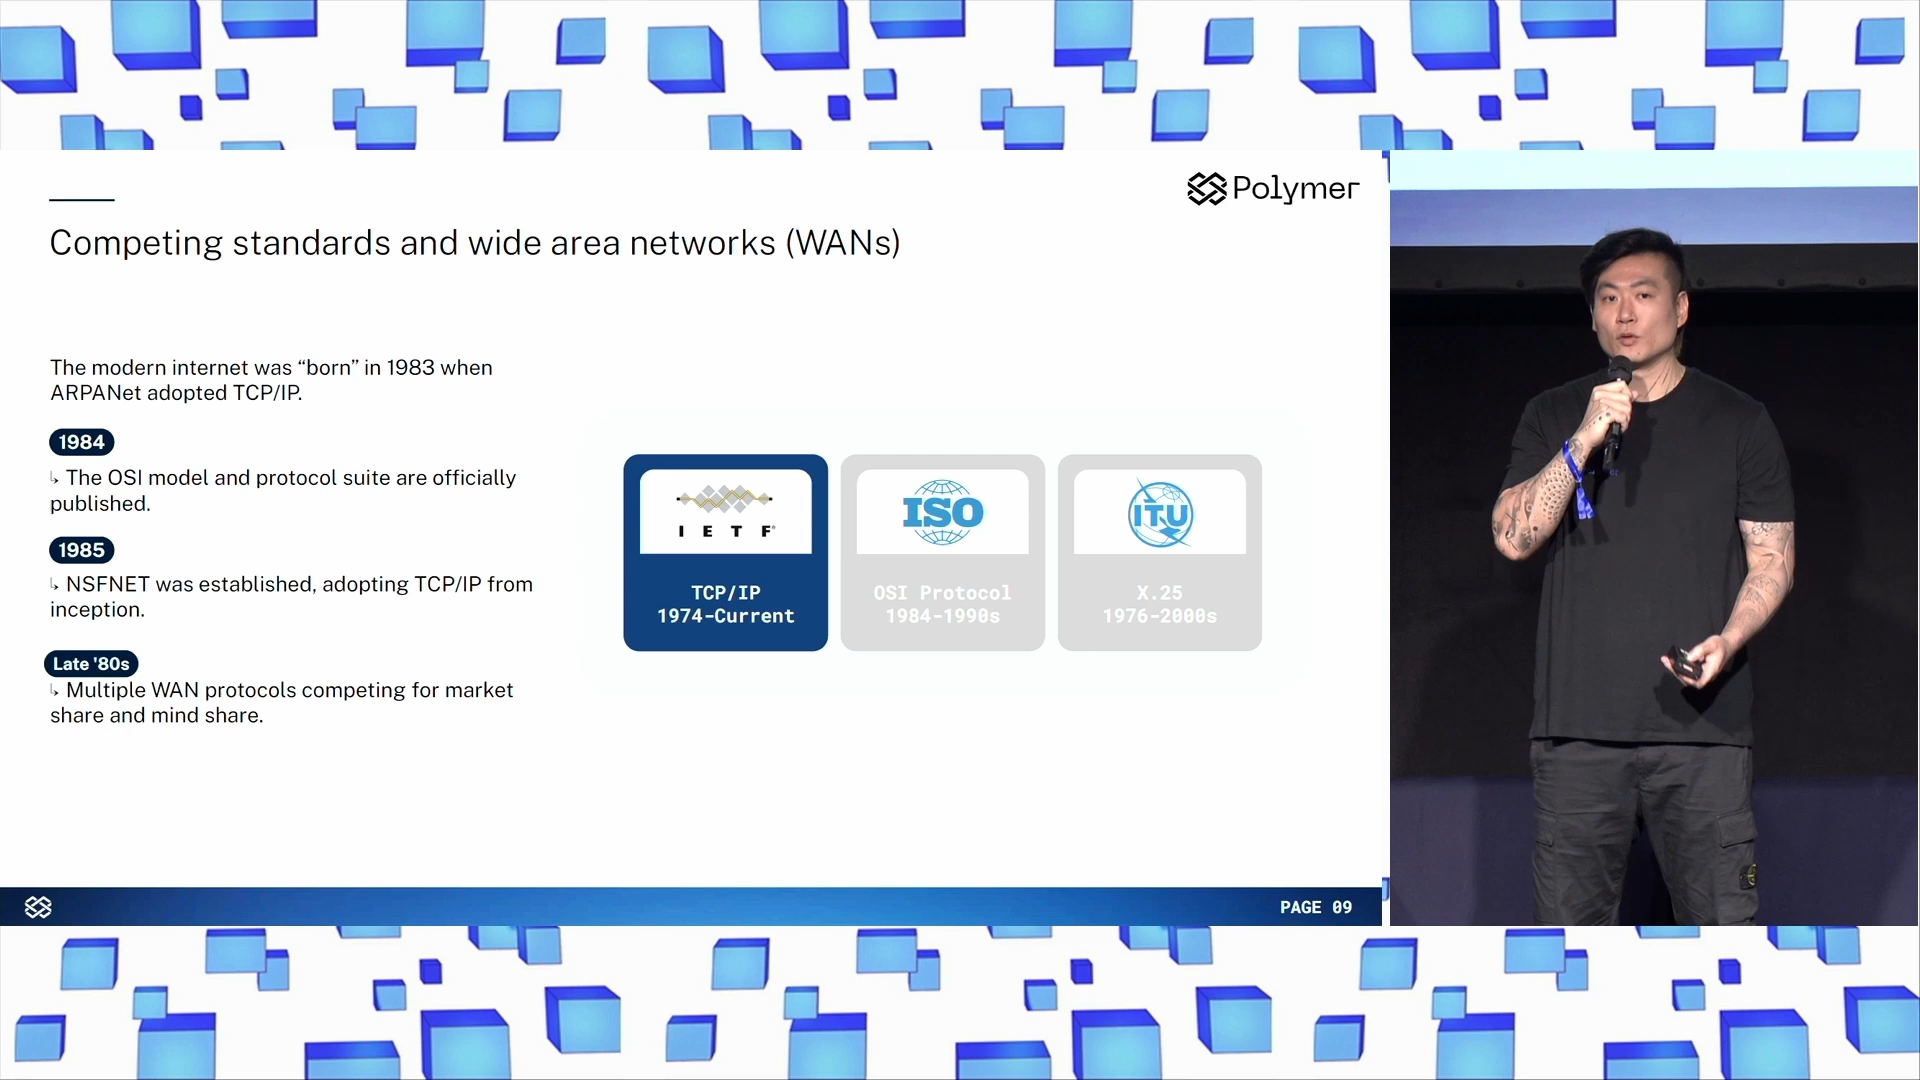 Polymer
Competing standards and wide area networks (WANs)
The modern internet was “born” in 1983 when
ARPANet adopted TCP/IP.
1984
↳ The OSI model and protocol suite are officially
published.
1985
↳ NSFNET was established, adopting TCP/IP from
inception.
Late '80s
↳ Multiple WAN protocols competing for market
share and mind share.
I E T F®
TCP/IP
1974-Current
ISO
OSI Protocol
1984-1990s
ITU
X.25
1976-2000s
PAGE 09